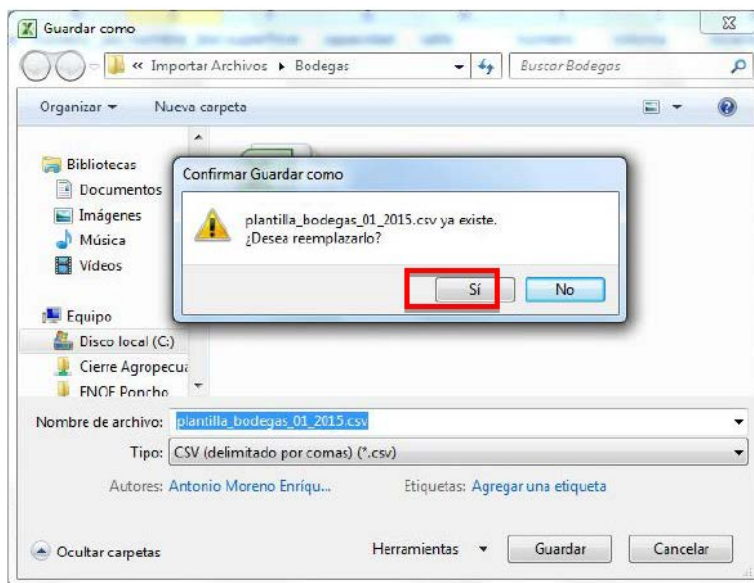 Guardar como
« Importar Archivos ▸ Bodegas
Buscar Bodegas
Organizar
Nueva carpeta
Bibliotecas
Documentos
Imágenes
Música
Vídeos
Equipo
Disco local (C:)
Cierre Agropecua
Confirmar Guardar como
plantilla_bodegas_01_2015.csv ya existe.
¿Desea reemplazarlo?
Sí
No
Nombre de archivo: plantilla_bodegas_01_2015.csv
Tipo: CSV (delimitado por comas) (*.csv)
Autores: Antonio Moreno Enríqu... Etiquetas: Agregar una etiqueta
Ocultar carpetas
Herramientas
Guardar
Cancelar